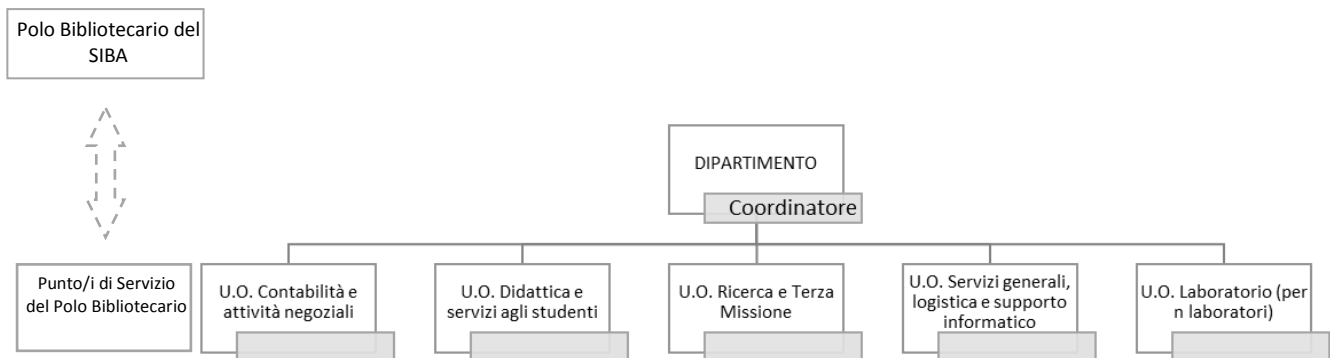 Polo Bibliotecario del
SIBA
DIPARTIMENTO
Coordinatore
Punto/i di Servizio
del Polo Bibliotecario
U.O. Contabilità e
attività negoziali
U.O. Didattica e
servizi agli studenti
U.O. Ricerca e Terza
Missione
U.O. Servizi generali,
logistica e supporto
informatico
U.O. Laboratorio (per
n laboratori)